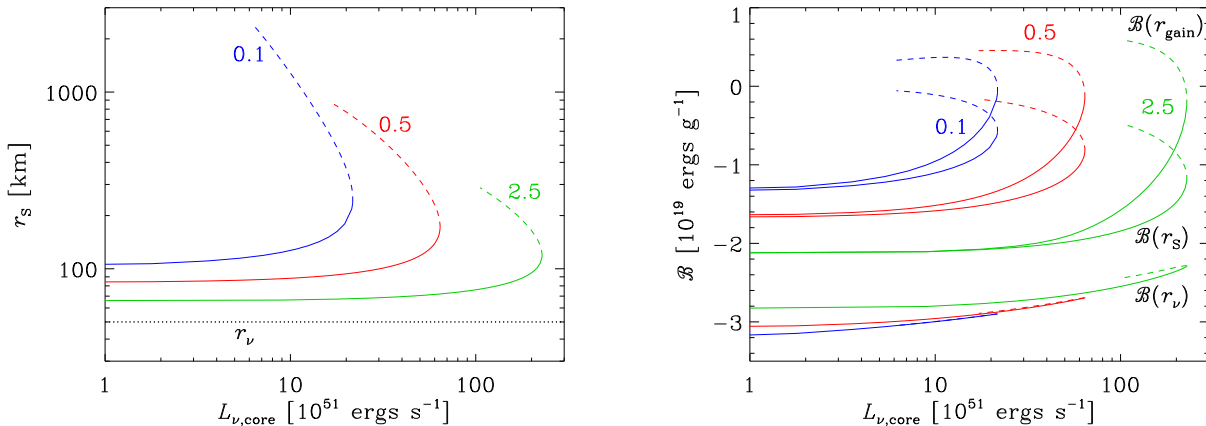 1000
100
r_S [km]
0.1
0.5
2.5
r_ν
1
10
100
L_ν,core [10^51 ergs s^−1]
1
0
−1
−2
−3
ℬ [10^19 ergs g^−1]
0.5
ℬ(r_gain)
2.5
0.1
ℬ(r_S)
ℬ(r_ν)
1
10
100
L_ν,core [10^51 ergs s^−1]